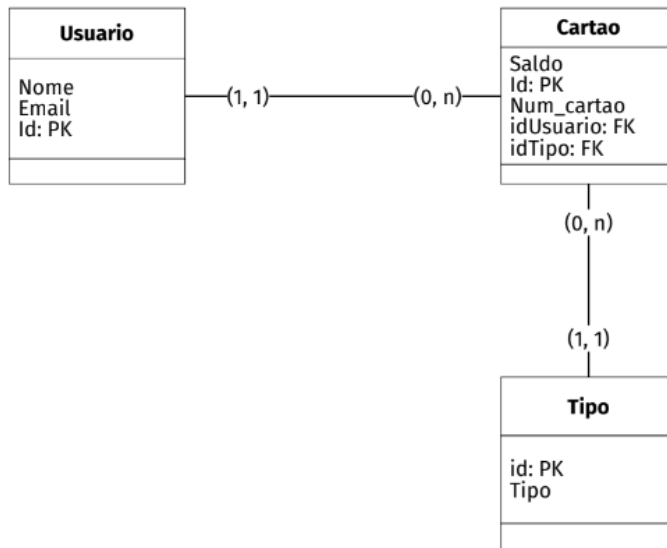 Usuario
Nome
Email
Id: PK
(1, 1)
(0, n)
Cartao
Saldo
Id: PK
Num_cartao
idUsuario: FK
idTipo: FK
(0, n)
(1, 1)
Tipo
id: PK
Tipo